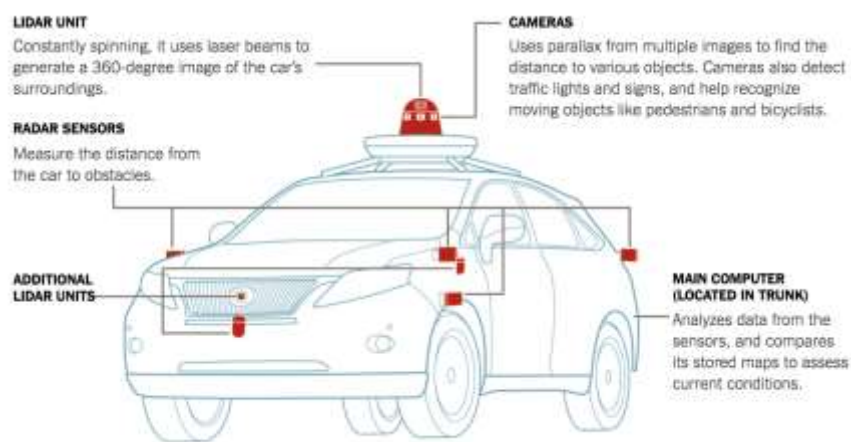 LIDAR UNIT
Constantly spinning, it uses laser beams to
generate a 360-degree image of the car's
surroundings.
CAMERAS
Uses parallax from multiple images to find the
distance to various objects. Cameras also detect
traffic lights and signs, and help recognize
moving objects like pedestrians and bicyclists.
RADAR SENSORS
Measure the distance from
the car to obstacles.
ADDITIONAL
LIDAR UNITS
MAIN COMPUTER
(LOCATED IN TRUNK)
Analyzes data from the
sensors, and compares
its stored maps to assess
current conditions.